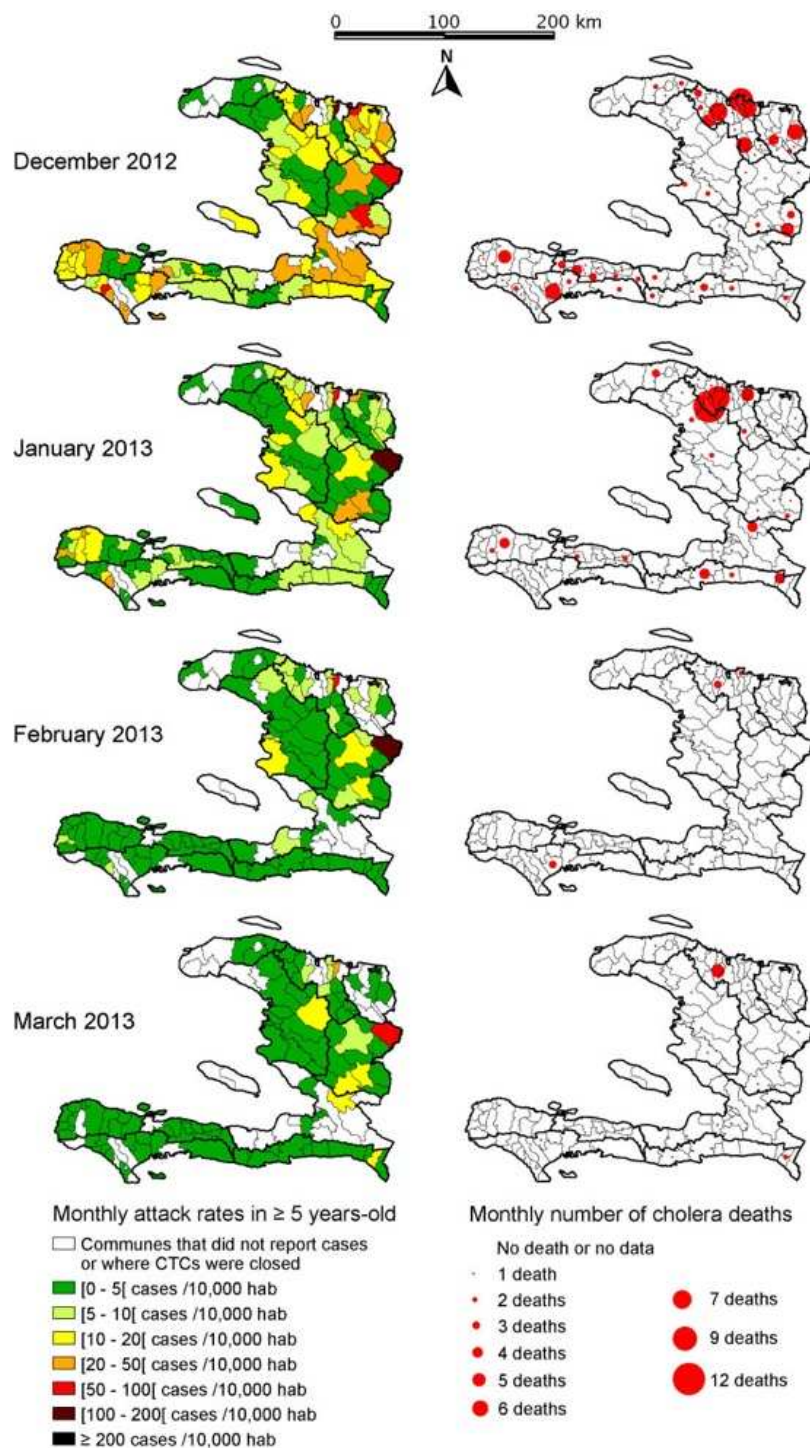 0 100 200 km
N
December 2012
January 2013
February 2013
March 2013
Monthly attack rates in ≥ 5 years-old
Communes that did not report cases
or where CTCs were closed
[0 - 5[ cases /10,000 hab
[5 - 10[ cases /10,000 hab
[10 - 20[ cases /10,000 hab
[20 - 50[ cases /10,000 hab
[50 - 100[ cases /10,000 hab
[100 - 200[ cases /10,000 hab
≥ 200 cases /10,000 hab
Monthly number of cholera deaths
No death or no data
1 death
2 deaths
3 deaths
4 deaths
5 deaths
6 deaths
7 deaths
9 deaths
12 deaths